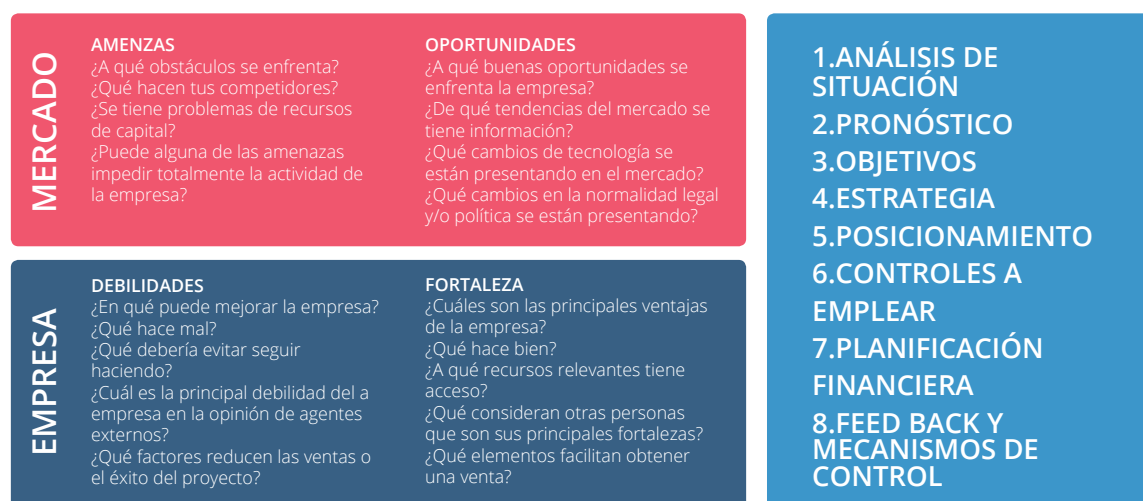 MERCADO
AMENZAS
¿A qué obstáculos se enfrenta?
¿Qué hacen tus competidores?
¿Se tiene problemas de recursos
de capital?
¿Puede alguna de las amenazas
impedir totalmente la actividad de
la empresa?
OPORTUNIDADES
¿A qué buenas oportunidades se
enfrenta la empresa?
¿De qué tendencias del mercado se
tiene información?
¿Qué cambios de tecnología se
están presentando en el mercado?
¿Qué cambios en la normalidad legal
y/o política se están presentando?
EMPRESA
DEBILIDADES
¿En qué puede mejorar la empresa?
¿Qué hace mal?
¿Qué debería evitar seguir
haciendo?
¿Cuál es la principal debilidad del a
empresa en la opinión de agentes
externos?
¿Qué factores reducen las ventas o
el éxito del proyecto?
FORTALEZA
¿Cuáles son las principales ventajas
de la empresa?
¿Qué hace bien?
¿A qué recursos relevantes tiene
acceso?
¿Qué consideran otras personas
que son sus principales fortalezas?
¿Qué elementos facilitan obtener
una venta?
1.ANÁLISIS DE
SITUACIÓN
2.PRONÓSTICO
3.OBJETIVOS
4.ESTRATEGIA
5.POSICIONAMIENTO
6.CONTROLES A
EMPLEAR
7.PLANIFICACIÓN
FINANCIERA
8.FEED BACK Y
MECANISMOS DE
CONTROL